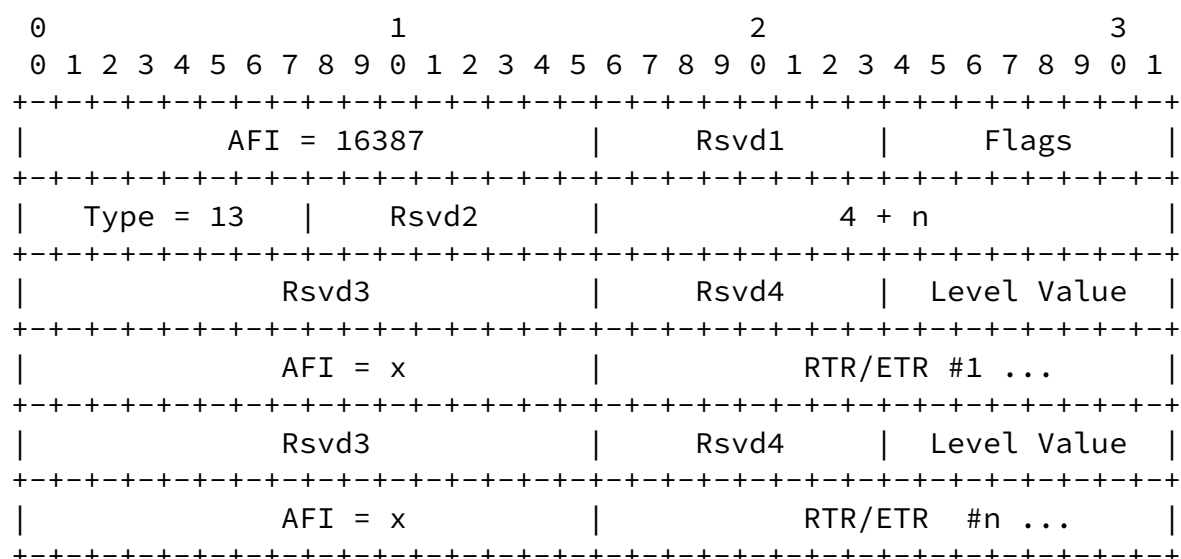 0                   1                   2                   3
 0 1 2 3 4 5 6 7 8 9 0 1 2 3 4 5 6 7 8 9 0 1 2 3 4 5 6 7 8 9 0 1
+-+-+-+-+-+-+-+-+-+-+-+-+-+-+-+-+-+-+-+-+-+-+-+-+-+-+-+-+-+-+-+-+
|           AFI = 16387         |     Rsvd1     |     Flags     |
+-+-+-+-+-+-+-+-+-+-+-+-+-+-+-+-+-+-+-+-+-+-+-+-+-+-+-+-+-+-+-+-+
|   Type = 13   |    Rsvd2      |             4 + n             |
+-+-+-+-+-+-+-+-+-+-+-+-+-+-+-+-+-+-+-+-+-+-+-+-+-+-+-+-+-+-+-+-+
|              Rsvd3            |     Rsvd4     |  Level Value  |
+-+-+-+-+-+-+-+-+-+-+-+-+-+-+-+-+-+-+-+-+-+-+-+-+-+-+-+-+-+-+-+-+
|              AFI = x          |           RTR/ETR #1 ...      |
+-+-+-+-+-+-+-+-+-+-+-+-+-+-+-+-+-+-+-+-+-+-+-+-+-+-+-+-+-+-+-+-+
|              Rsvd3            |     Rsvd4     |  Level Value  |
+-+-+-+-+-+-+-+-+-+-+-+-+-+-+-+-+-+-+-+-+-+-+-+-+-+-+-+-+-+-+-+-+
|              AFI = x          |           RTR/ETR  #n ...     |
+-+-+-+-+-+-+-+-+-+-+-+-+-+-+-+-+-+-+-+-+-+-+-+-+-+-+-+-+-+-+-+-+